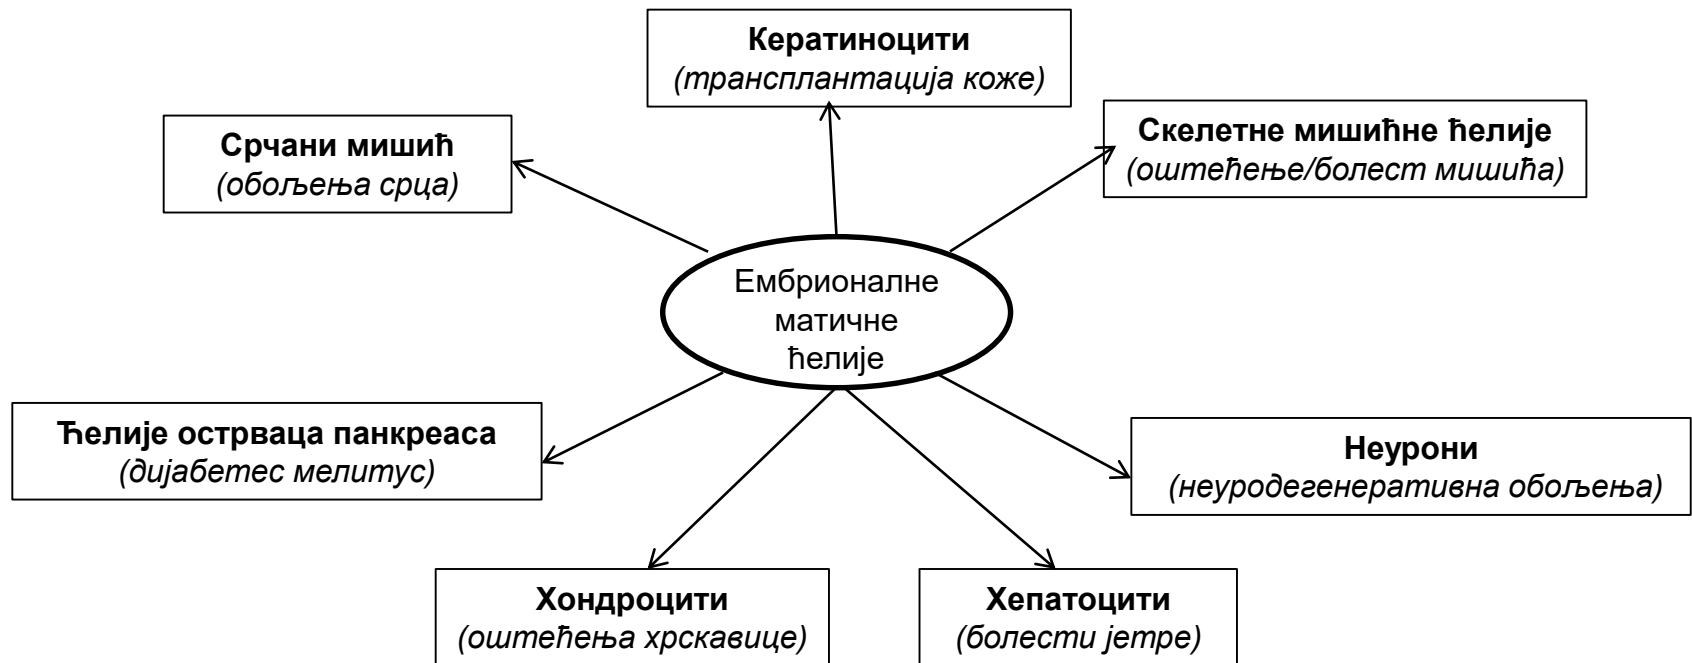 Кератиноцити
(трансплантација коже)
Срчани мишић
(обољења срца)
Скелетне мишићне ћелије
(оштећење/болест мишића)
Ембрионалне
матичне
ћелије
Ћелије острваца панкреаса
(дијабетес мелитус)
Неурони
(неуродегенеративна обољења)
Хондроцити
(оштећења хрскавице)
Хепатоцити
(болести јетре)